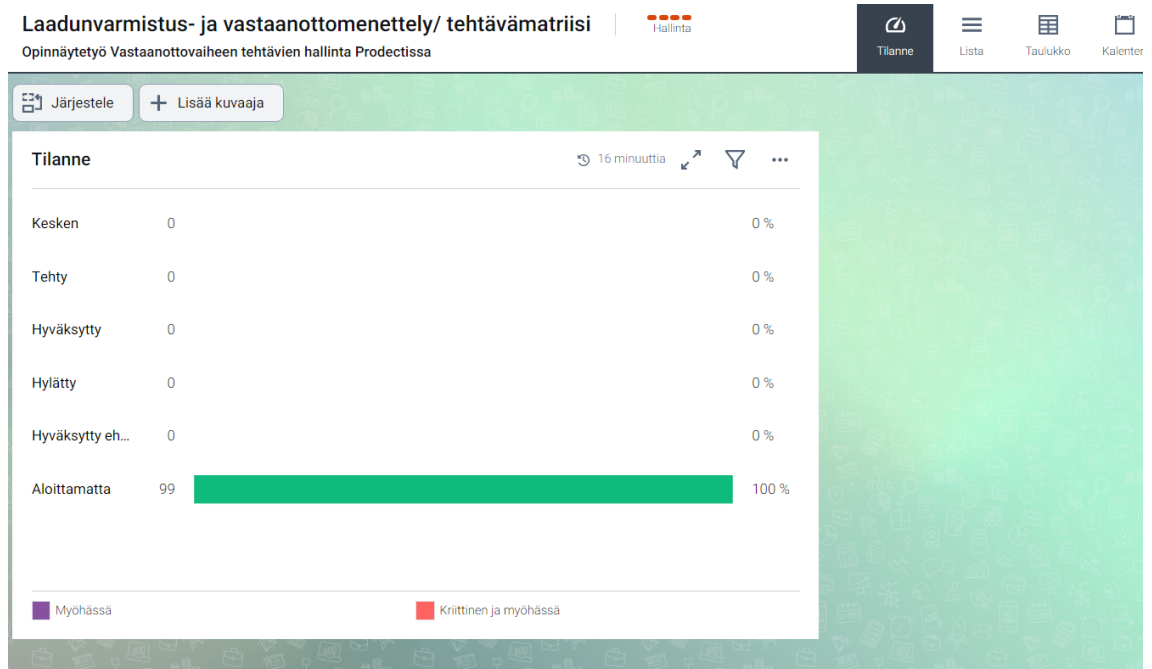 Laadunvarmistus- ja vastaanottomenettely/ tehtävämatriisi
Hallinta
Opinnäytetyö Vastaanottovaiheen tehtävien hallinta Prodectissa
Tilanne
Lista
Taulukko
Kalenter
Järjestele
Lisää kuvaaja
Tilanne
16 minuuttia
Kesken 0 0 %
Tehty 0 0 %
Hyväksytty 0 0 %
Hylätty 0 0 %
Hyväksytty eh... 0 0 %
Aloittamatta 99 100 %
Myöhässä
Kriittinen ja myöhässä